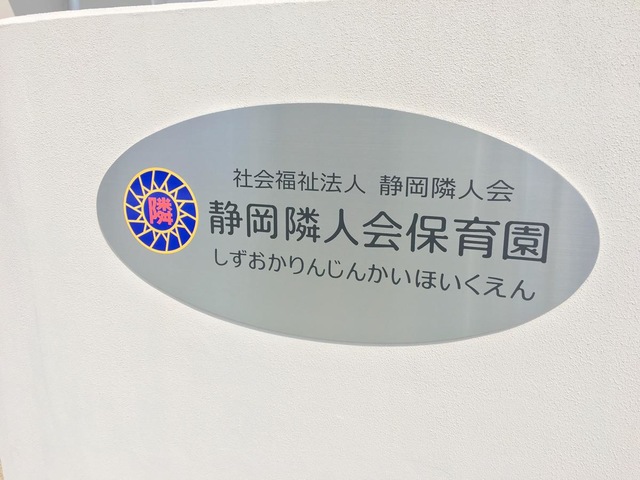 社会福祉法人 静岡隣人会
静岡隣人会保育園
しずおかりんじんかいほいくえん